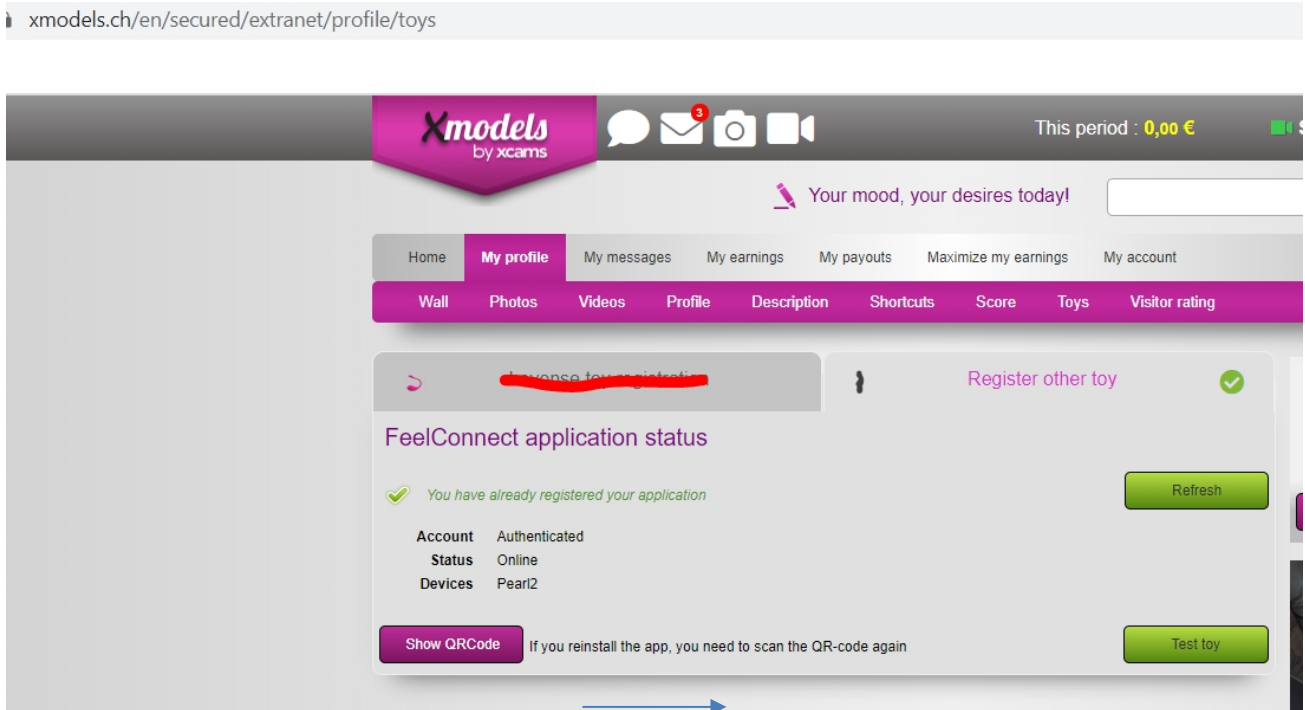 xmodels.ch/en/secured/extranet/profile/toys
Xmodels
by xcams
3
This period : 0,00 €
Your mood, your desires today!
Home My profile My messages My earnings My payouts Maximize my earnings My account
Wall Photos Videos Profile Description Shortcuts Score Toys Visitor rating
toy registration Register other toy
FeelConnect application status
You have already registered your application
Refresh
Account Authenticated
Status Online
Devices Pearl2
Show QRCode If you reinstall the app, you need to scan the QR-code again
Test toy